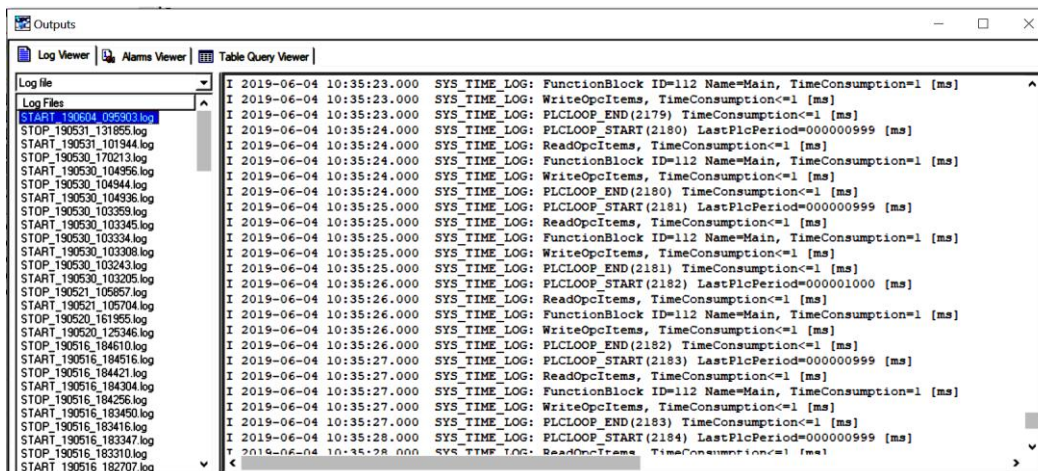 Outputs
Log Viewer Alarms Viewer Table Query Viewer
Log file
Log Files
START_190604_095903.log
STOP_190531_131855.log
START_190531_101944.log
STOP_190530_170213.log
START_190530_104956.log
STOP_190530_104944.log
START_190530_104936.log
STOP_190530_103359.log
START_190530_103345.log
STOP_190530_103334.log
START_190530_103308.log
STOP_190530_103243.log
START_190530_103205.log
STOP_190521_105857.log
START_190521_105704.log
STOP_190520_161955.log
START_190520_125346.log
STOP_190516_184610.log
START_190516_184516.log
STOP_190516_184421.log
START_190516_184304.log
STOP_190516_184256.log
START_190516_183450.log
STOP_190516_183416.log
START_190516_183347.log
STOP_190516_183310.log
START_190516_182707.log
I 2019-06-04 10:35:23.000 SYS_TIME_LOG: FunctionBlock ID=112 Name=Main, TimeConsumption=1 [ms]
I 2019-06-04 10:35:23.000 SYS_TIME_LOG: WriteOpcItems, TimeConsumption<=1 [ms]
I 2019-06-04 10:35:23.000 SYS_TIME_LOG: PLCLOOP_END(2179) TimeConsumption<=1 [ms]
I 2019-06-04 10:35:24.000 SYS_TIME_LOG: PLCLOOP_START(2180) LastPlcPeriod=000000999 [ms]
I 2019-06-04 10:35:24.000 SYS_TIME_LOG: ReadOpcItems, TimeConsumption<=1 [ms]
I 2019-06-04 10:35:24.000 SYS_TIME_LOG: FunctionBlock ID=112 Name=Main, TimeConsumption=1 [ms]
I 2019-06-04 10:35:24.000 SYS_TIME_LOG: WriteOpcItems, TimeConsumption<=1 [ms]
I 2019-06-04 10:35:24.000 SYS_TIME_LOG: PLCLOOP_END(2180) TimeConsumption<=1 [ms]
I 2019-06-04 10:35:25.000 SYS_TIME_LOG: PLCLOOP_START(2181) LastPlcPeriod=000000999 [ms]
I 2019-06-04 10:35:25.000 SYS_TIME_LOG: ReadOpcItems, TimeConsumption<=1 [ms]
I 2019-06-04 10:35:25.000 SYS_TIME_LOG: FunctionBlock ID=112 Name=Main, TimeConsumption=1 [ms]
I 2019-06-04 10:35:25.000 SYS_TIME_LOG: WriteOpcItems, TimeConsumption<=1 [ms]
I 2019-06-04 10:35:25.000 SYS_TIME_LOG: PLCLOOP_END(2181) TimeConsumption<=1 [ms]
I 2019-06-04 10:35:26.000 SYS_TIME_LOG: PLCLOOP_START(2182) LastPlcPeriod=000001000 [ms]
I 2019-06-04 10:35:26.000 SYS_TIME_LOG: ReadOpcItems, TimeConsumption<=1 [ms]
I 2019-06-04 10:35:26.000 SYS_TIME_LOG: FunctionBlock ID=112 Name=Main, TimeConsumption=1 [ms]
I 2019-06-04 10:35:26.000 SYS_TIME_LOG: WriteOpcItems, TimeConsumption<=1 [ms]
I 2019-06-04 10:35:26.000 SYS_TIME_LOG: PLCLOOP_END(2182) TimeConsumption<=1 [ms]
I 2019-06-04 10:35:27.000 SYS_TIME_LOG: PLCLOOP_START(2183) LastPlcPeriod=000000999 [ms]
I 2019-06-04 10:35:27.000 SYS_TIME_LOG: ReadOpcItems, TimeConsumption<=1 [ms]
I 2019-06-04 10:35:27.000 SYS_TIME_LOG: FunctionBlock ID=112 Name=Main, TimeConsumption=1 [ms]
I 2019-06-04 10:35:27.000 SYS_TIME_LOG: WriteOpcItems, TimeConsumption<=1 [ms]
I 2019-06-04 10:35:27.000 SYS_TIME_LOG: PLCLOOP_END(2183) TimeConsumption<=1 [ms]
I 2019-06-04 10:35:28.000 SYS_TIME_LOG: PLCLOOP_START(2184) LastPlcPeriod=000000999 [ms]
I 2019-06-04 10:35:28.000 SYS_TIME_LOG: ReadOpcItems, TimeConsumption<=1 [ms]